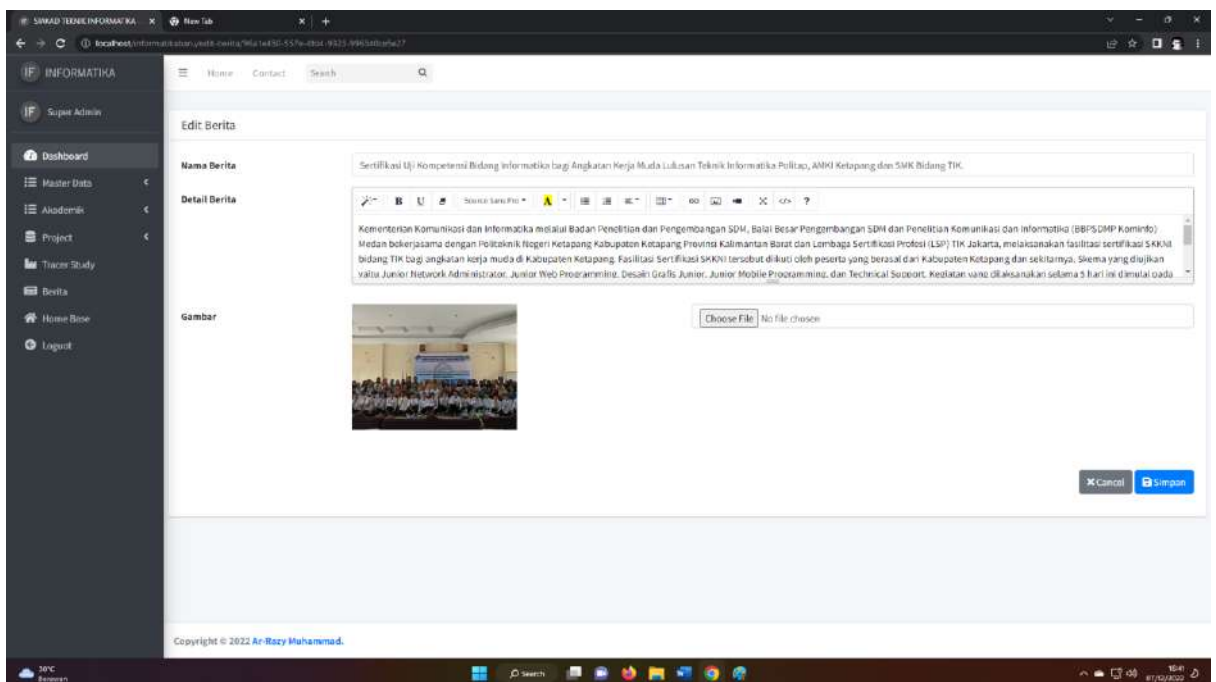 SIWKAD TEKNIK INFORMATIKA
New Tab
INFORMATIKA
Home Contact Search
Super Admin
Edit Berita
Dashboard
Nama Berita
Sertifikasi Uji Kompetensi Bidang Informatika bagi Angkatan Kerja Muda Lulusan Teknik Informatika Politap, AMKI Ketapang dan SMK Bidang TIK.
Master Data
Detail Berita
B U Source Sans Pro A ?
Akademik
Kementerian Komunikasi dan Informatika melalui Badan Penelitian dan Pengembangan SDM, Balai Besar Pengembangan SDM dan Penelitian Komunikasi dan Informatika (BBPSDMP Kominfo)
Project
Medan bekerjasama dengan Politeknik Negeri Ketapang Kabupaten Ketapang Provinsi Kalimantan Barat dan Lembaga Sertifikasi Profesi (LSP) TIK Jakarta, melaksanakan fasilitasi sertifikasi SKKNI
bidang TIK bagi angkatan kerja muda di Kabupaten Ketapang. Fasilitasi Sertifikasi SKKNI tersebut diikuti oleh peserta yang berasal dari Kabupaten Ketapang dan sekitarnya. Skema yang diujikan
Tracer Study
yaitu Junior Network Administrator, Junior Web Programming, Desain Grafis Junior, Junior Mobile Programming, dan Technical Support. Kegiatan yang dilaksanakan selama 5 hari ini dimulai pada
Berita
Home Base
Gambar
Choose File No file chosen
Loguot
Cancel
Simpan
Copyright © 2022 Ar-Razy Muhammad.
30°C
Berawan
Search
16:41